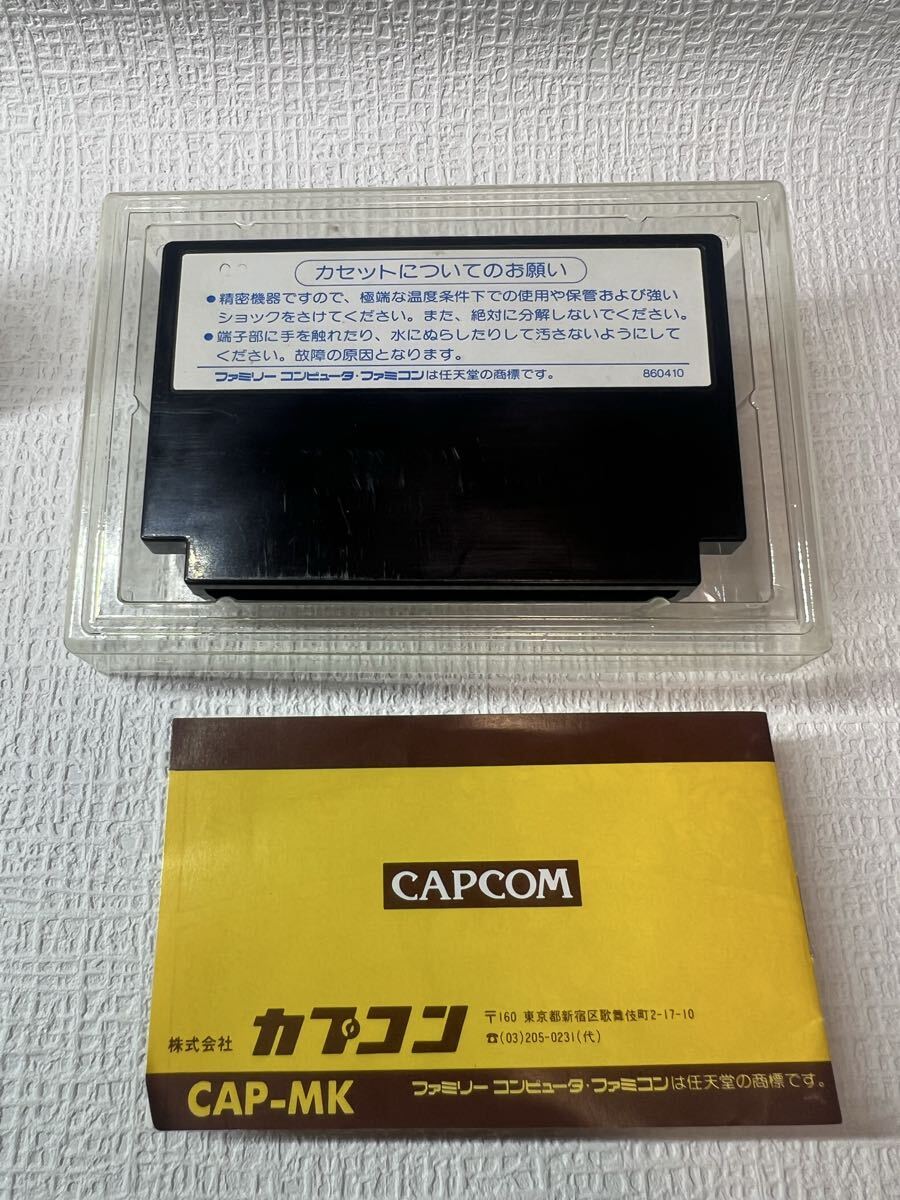 カセットについてのお願い
●精密機器ですので、極端な温度条件下での使用や保管および強い
ショックをさけてください。また、絶対に分解しないでください。
●端子部に手を触れたり、水にぬらしたりして汚さないようにして
ください。故障の原因となります。
ファミリーコンピュータ・ファミコンは任天堂の商標です。 860410
CAPCOM
株式会社 カプコン 〒160 東京都新宿区歌舞伎町2-17-10
☎(03)205-0231(代)
CAP-MK ファミリーコンピュータ・ファミコンは任天堂の商標です。